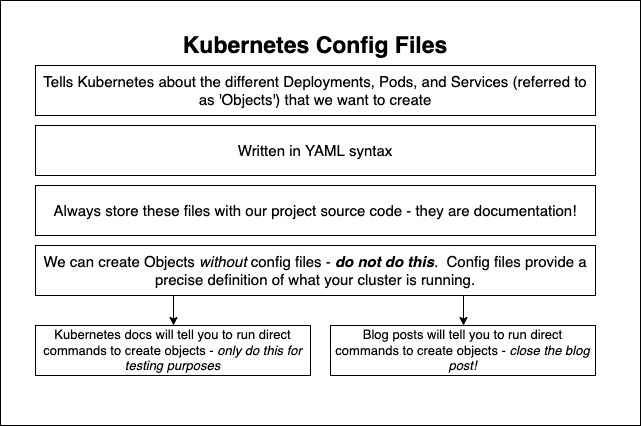 Kubernetes Config Files
Tells Kubernetes about the different Deployments, Pods, and Services (referred to
as 'Objects') that we want to create
Written in YAML syntax
Always store these files with our project source code - they are documentation!
We can create Objects without config files - do not do this.  Config files provide a
precise definition of what your cluster is running.
Kubernetes docs will tell you to run direct
commands to create objects - only do this for
testing purposes
Blog posts will tell you to run direct
commands to create objects - close the blog
post!